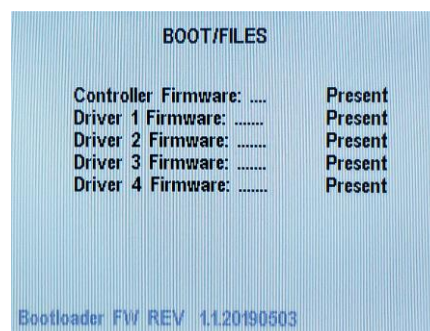 BOOT/FILES
Controller Firmware: .... Present
Driver 1 Firmware: ....... Present
Driver 2 Firmware: ....... Present
Driver 3 Firmware: ....... Present
Driver 4 Firmware: ....... Present
Bootloader FW REV 1.1.20190503